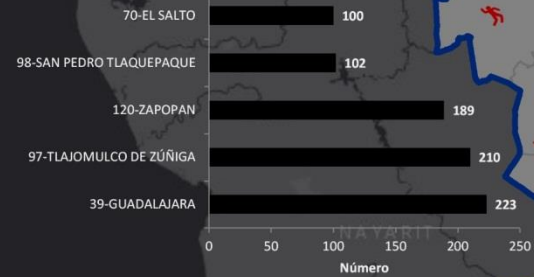 70-EL SALTO 100
98-SAN PEDRO TLAQUEPAQUE 102
120-ZAPOPAN 189
97-TLAJOMULCO DE ZÚÑIGA 210
39-GUADALAJARA 223
NAYARIT
0 50 100 150 200 250
Número